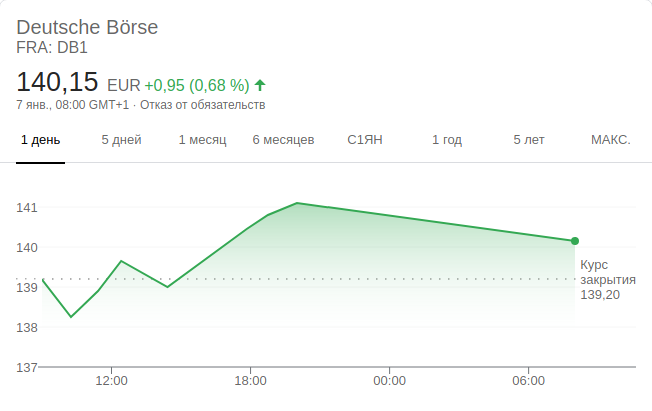 Deutsche Börse
FRA: DB1
140,15 EUR +0,95 (0,68 %)
7 янв., 08:00 GMT+1 · Отказ от обязательств
1 день 5 дней 1 месяц 6 месяцев С1ЯН 1 год 5 лет МАКС.
141
140
139
138
137
Курс
закрытия
139,20
12:00 18:00 00:00 06:00